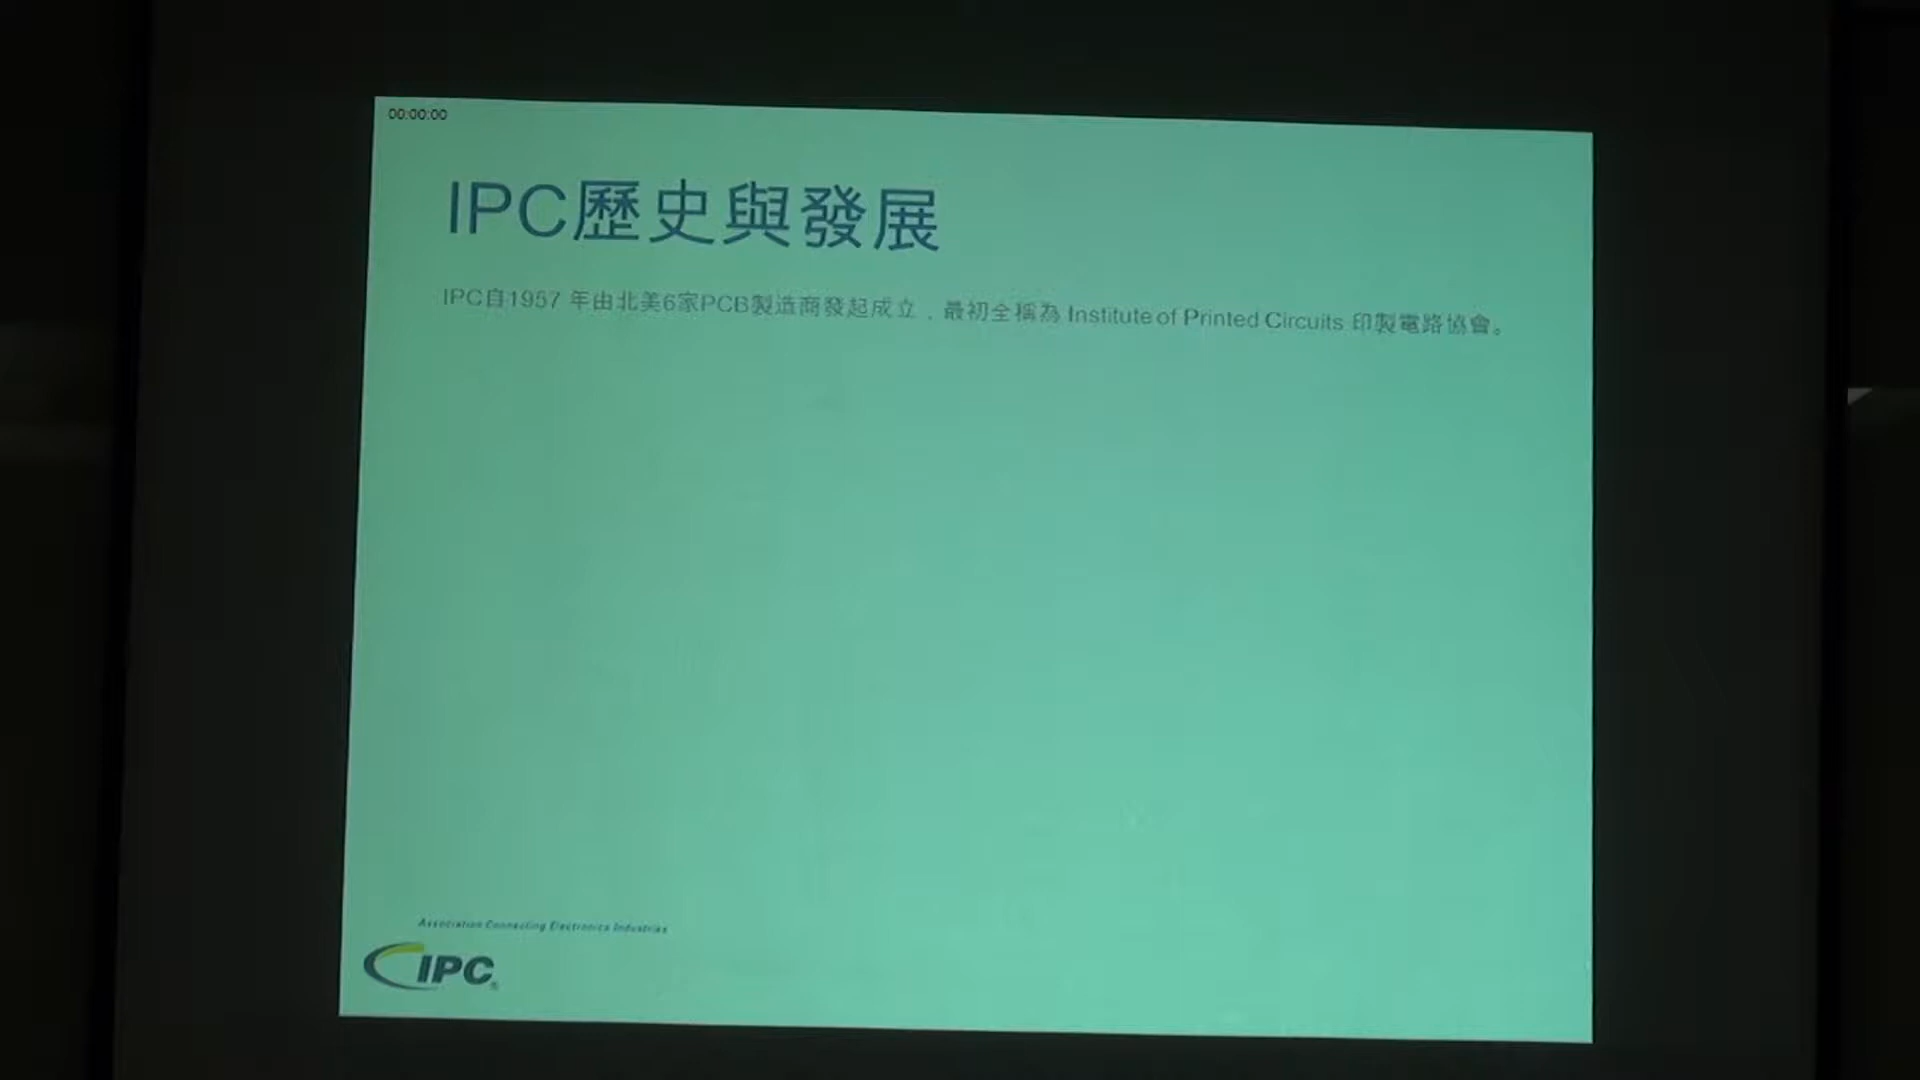 00:00:00
IPC歷史與發展
IPC自1957 年由北美6家PCB製造商發起成立，最初全稱為 Institute of Printed Circuits 印製電路協會。
Association Connecting Electronics Industries
IPC®